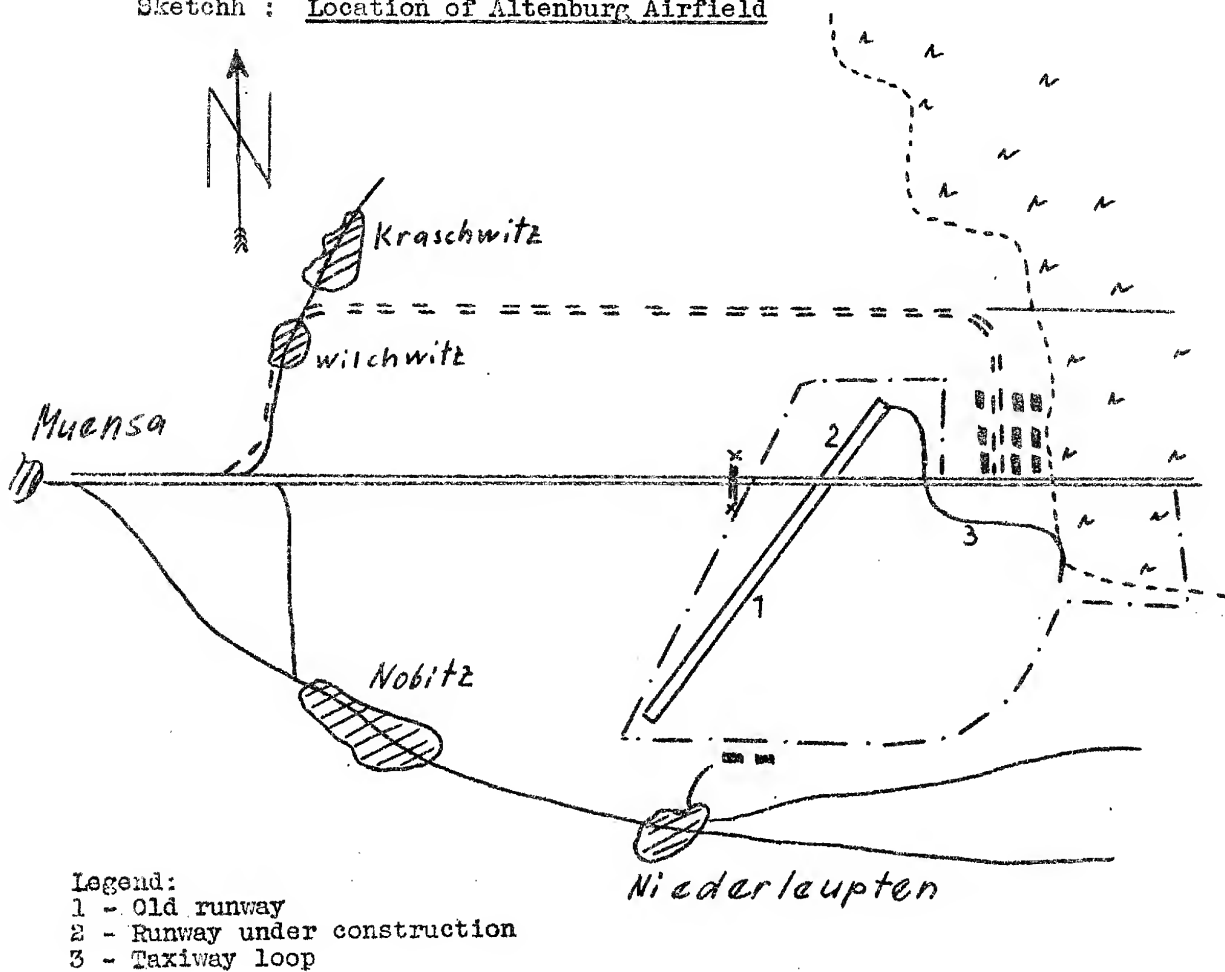 Sketchh : Location of Altenburg Airfield
N
Kraschwitz
wilchwitz
Muensa
2
3
1
Nobitz
Niederleupten
Legend:
1 - Old runway
2 - Runway under construction
3 - Taxiway loop